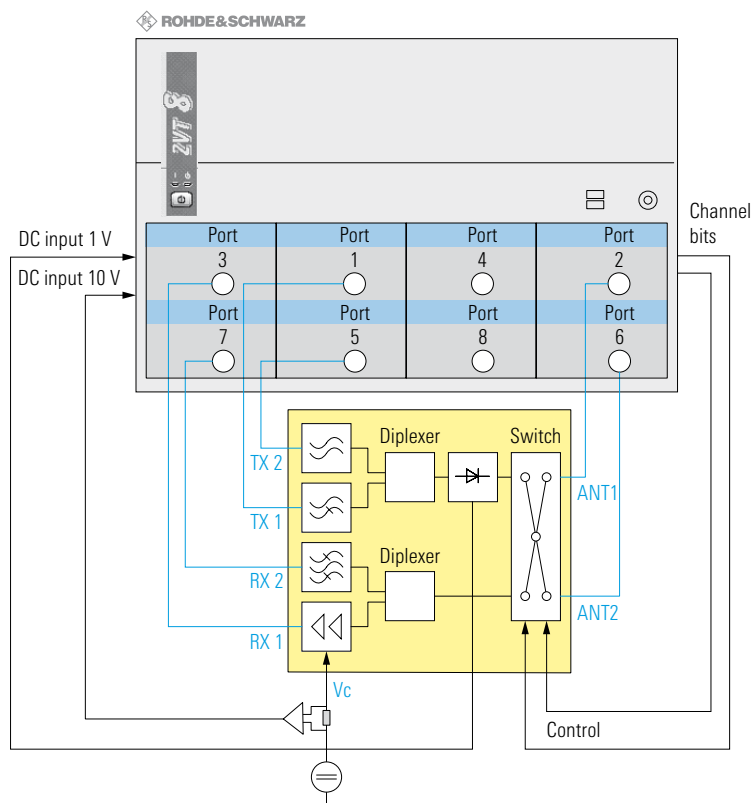 ROHDE&SCHWARZ
ZVT 8
Channel
bits
DC input 1 V
DC input 10 V
Port Port Port Port
3 1 4 2
Port Port Port Port
7 5 8 6
Diplexer Switch
TX 2
ANT1
TX 1
Diplexer
RX 2
ANT2
RX 1
Vc
Control